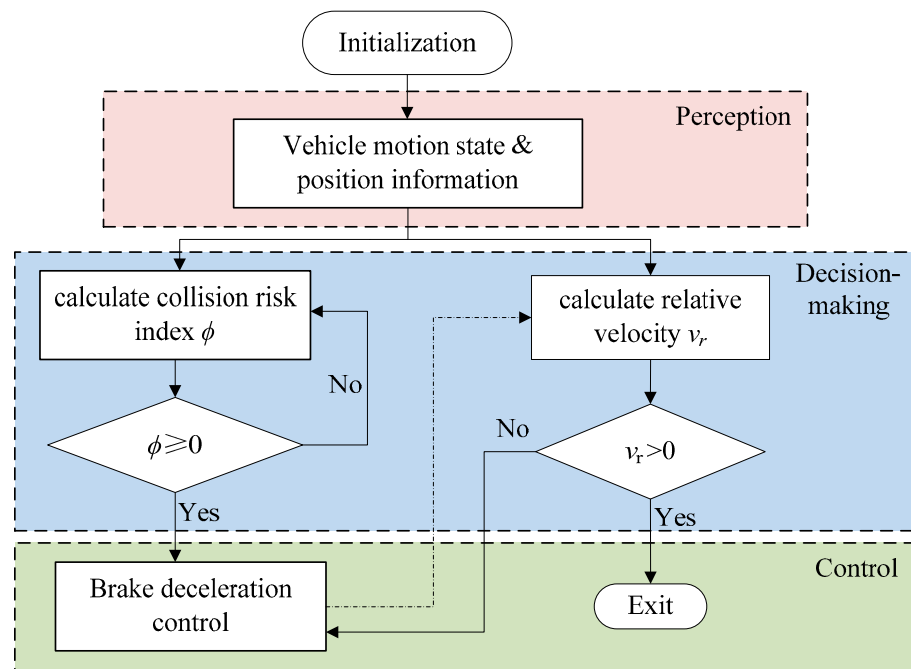 Initialization
Perception
Vehicle motion state &
position information
Decision-
making
calculate collision risk
index ϕ
calculate relative
velocity vr
No
No
ϕ≥0
vr>0
Yes
Yes
Control
Brake deceleration
control
Exit